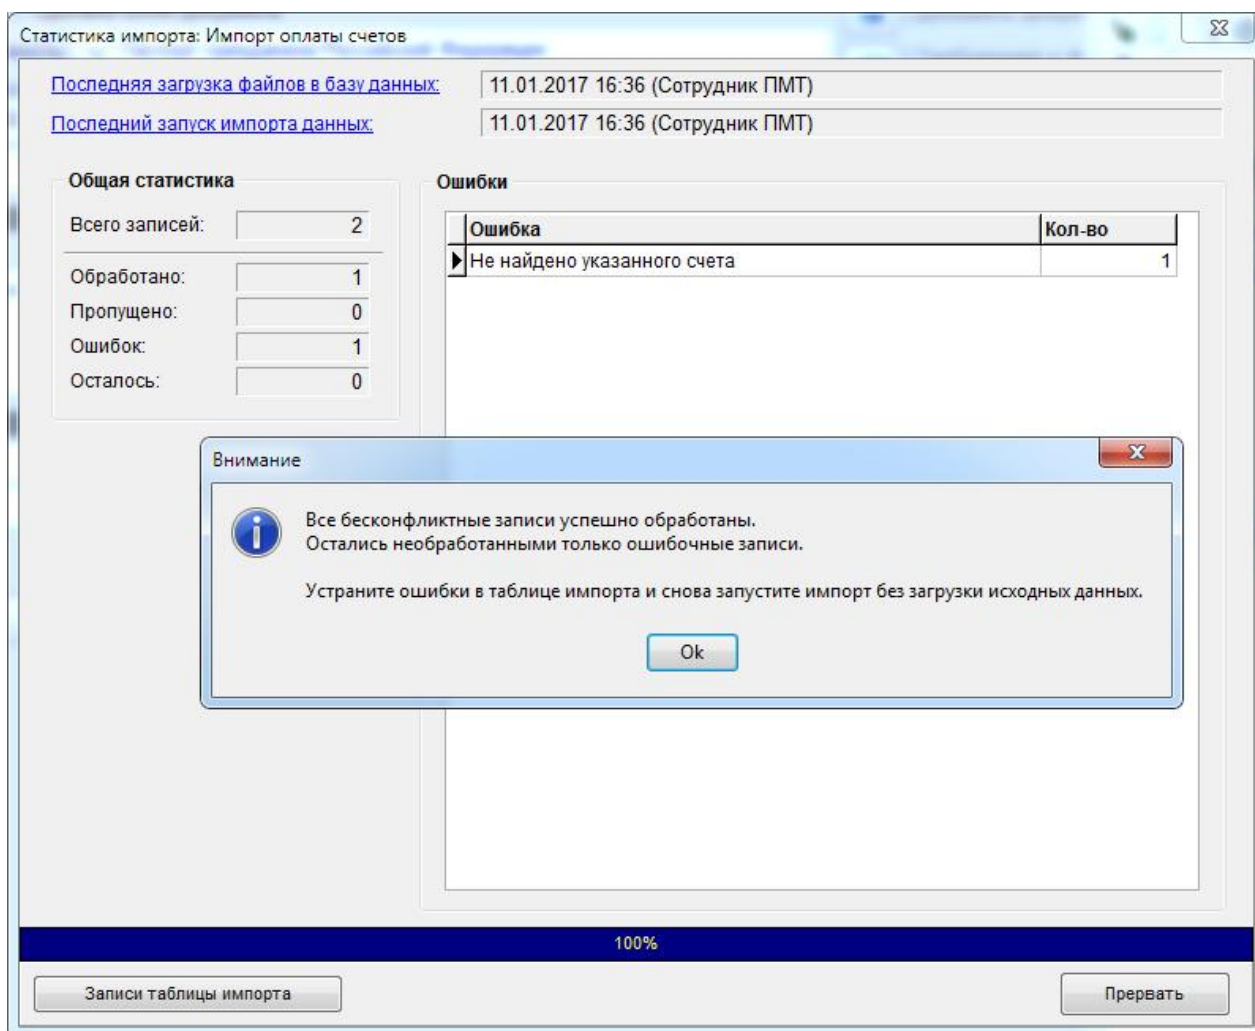 Статистика импорта: Импорт оплаты счетов
Последняя загрузка файлов в базу данных: 11.01.2017 16:36 (Сотрудник ПМТ)
Последний запуск импорта данных: 11.01.2017 16:36 (Сотрудник ПМТ)
Общая статистика
Всего записей: 2
Обработано: 1
Пропущено: 0
Ошибок: 1
Осталось: 0
Ошибки
Ошибка Кол-во
Не найдено указанного счета 1
Внимание
Все бесконфликтные записи успешно обработаны.
Остались необработанными только ошибочные записи.
Устраните ошибки в таблице импорта и снова запустите импорт без загрузки исходных данных.
Ok
100%
Записи таблицы импорта
Прервать